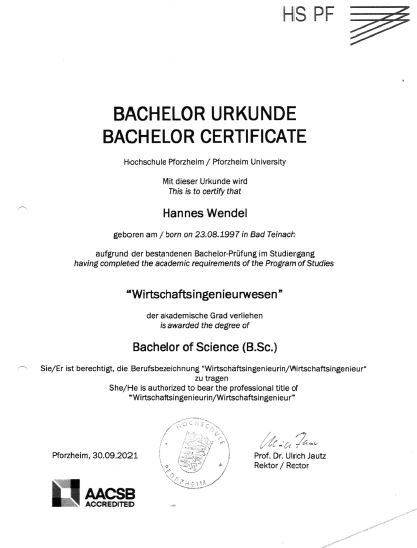 HS PF
BACHELOR URKUNDE
BACHELOR CERTIFICATE
Hochschule Pforzheim / Pforzheim University
Mit dieser Urkunde wird
This is to certify that
Hannes Wendel
geboren am / born on 23.08.1997 in Bad Teinach
aufgrund der bestandenen Bachelor-Prüfung im Studiengang
having completed the academic requirements of the Program of Studies
"Wirtschaftsingenieurwesen"
der akademische Grad verliehen
is awarded the degree of
Bachelor of Science (B.Sc.)
Sie/Er ist berechtigt, die Berufsbezeichnung "Wirtschaftsingenieurin/Wirtschaftsingenieur"
zu tragen
She/He is authorized to bear the professional title of
"Wirtschaftsingenieurin/Wirtschaftsingenieur"
HOCHSCHULE
PFORZHEIM
Pforzheim, 30.09.2021
Prof. Dr. Ulrich Jautz
Rektor / Rector
AACSB
ACCREDITED